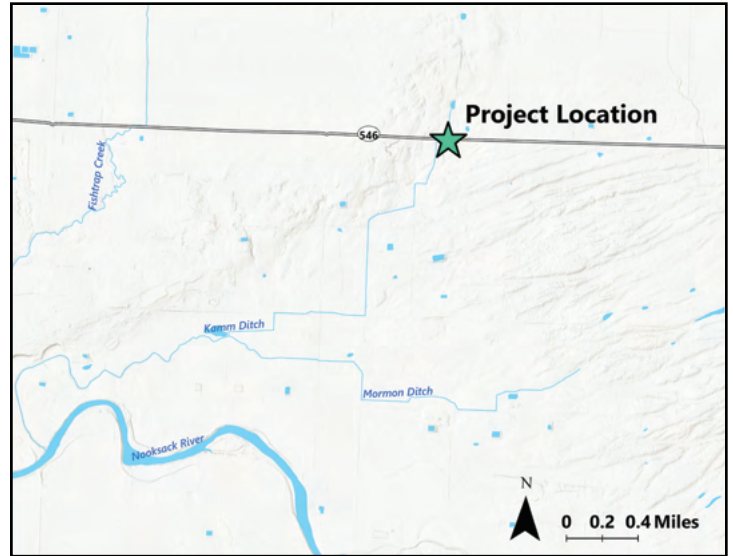 Project Location
546
Fishtrap Creek
Kamm Ditch
Mormon Ditch
Nooksack River
N
0 0.2 0.4 Miles